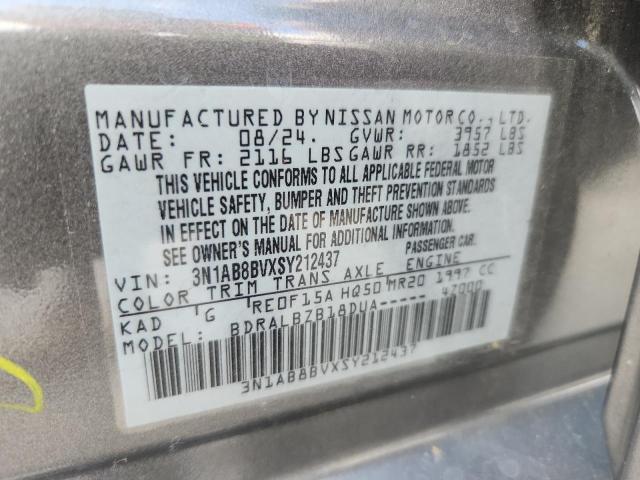 MANUFACTURED BY NISSAN MOTOR CO., LTD.
DATE: 08/24. GVWR: 3957 LBS
GAWR FR: 2116 LBS GAWR RR: 1852 LBS
THIS VEHICLE CONFORMS TO ALL APPLICABLE FEDERAL MOTOR
VEHICLE SAFETY, BUMPER AND THEFT PREVENTION STANDARDS
IN EFFECT ON THE DATE OF MANUFACTURE SHOWN ABOVE.
SEE OWNER'S MANUAL FOR ADDITIONAL INFORMATION.
VIN: 3N1AB8BVXSY212437 PASSENGER CAR.
COLOR TRIM TRANS AXLE ENGINE
KAD G RE0F15A HQ50 MR20 1997 CC
MODEL: BDRALBZB18DUA----- 47000
3N1AB8BVXSY212437